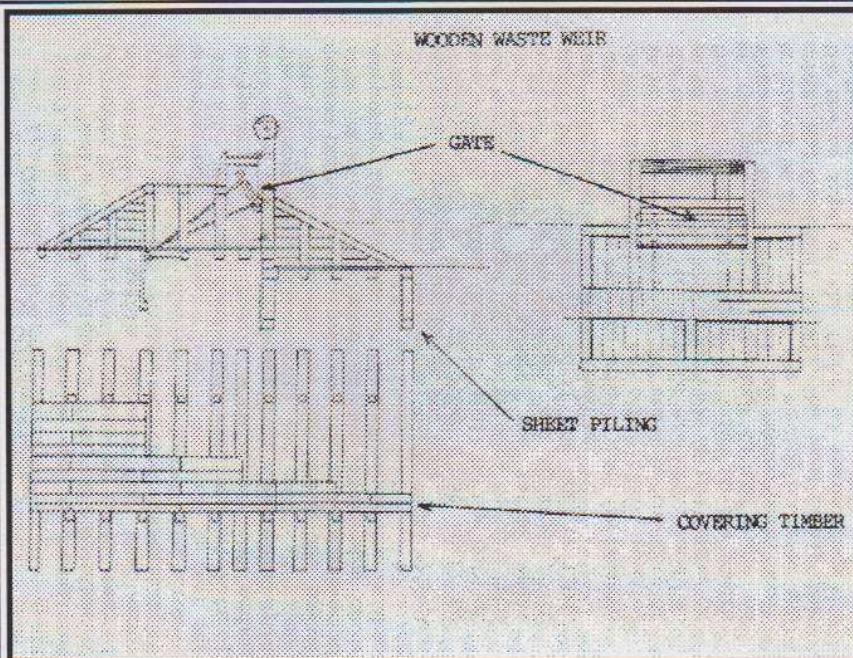 WOODEN WASTE WEIR
GATE
SHEET PILING
COVERING TIMBER